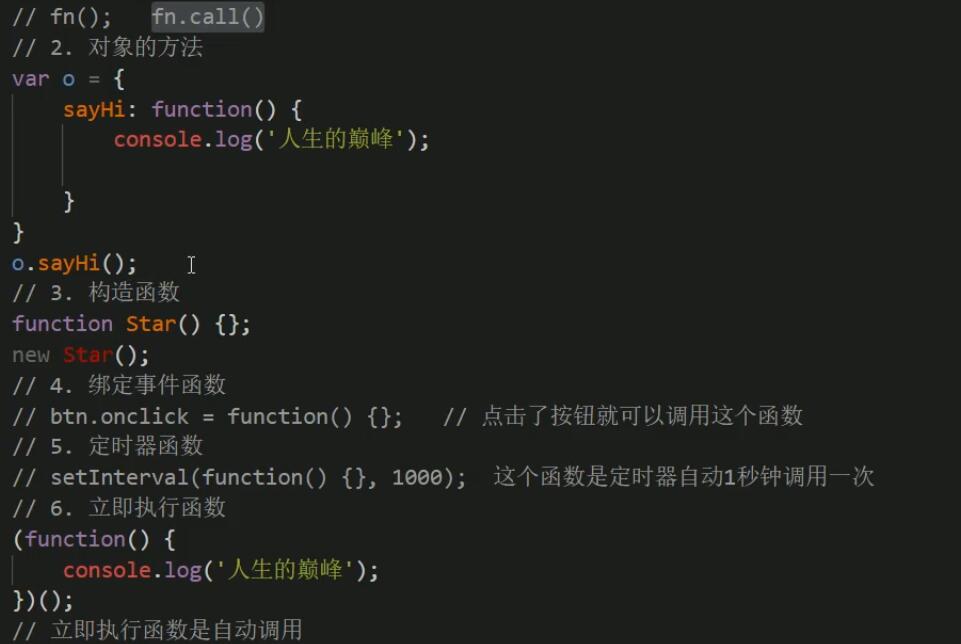 // fn();   fn.call()
// 2. 对象的方法
var o = {
    sayHi: function() {
        console.log('人生的巅峰');
    }
}
o.sayHi();
// 3. 构造函数
function Star() {};
new Star();
// 4. 绑定事件函数
// btn.onclick = function() {};   // 点击了按钮就可以调用这个函数
// 5. 定时器函数
// setInterval(function() {}, 1000);  这个函数是定时器自动1秒钟调用一次
// 6. 立即执行函数
(function() {
    console.log('人生的巅峰');
})();
// 立即执行函数是自动调用